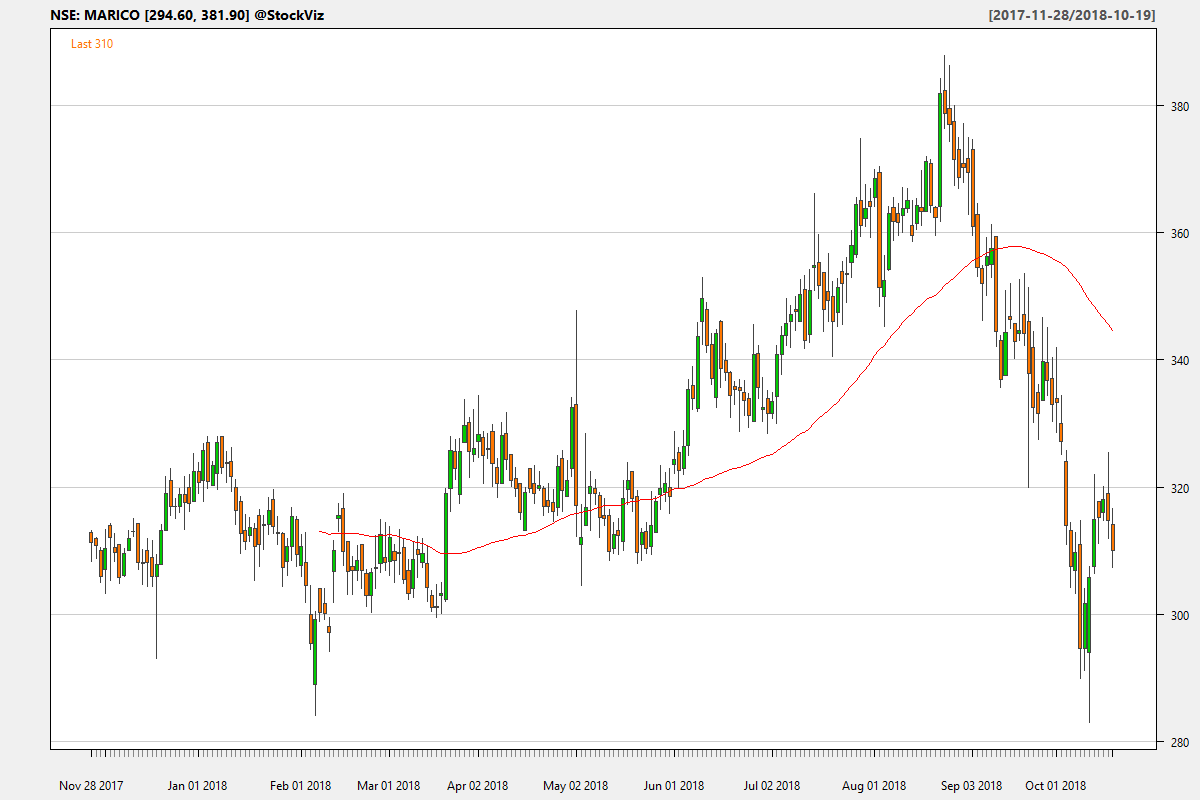 NSE: MARICO [294.60, 381.90] @StockViz [2017-11-28/2018-10-19]
Last 310
380
360
340
320
300
280
Nov 28 2017 Jan 01 2018 Feb 01 2018 Mar 01 2018 Apr 02 2018 May 02 2018 Jun 01 2018 Jul 02 2018 Aug 01 2018 Sep 03 2018 Oct 01 2018